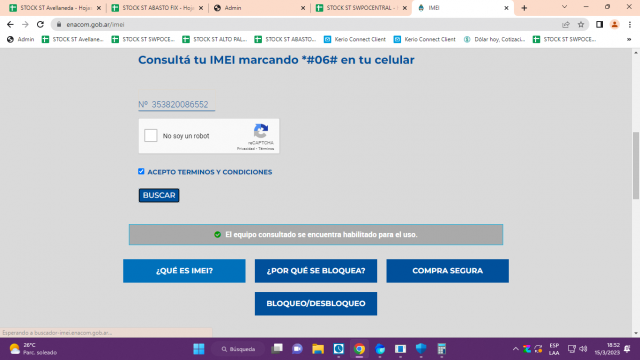 STOCK ST Avellaneda - Hoja
STOCK ST ABASTO FIX - Hojas
Admin
STOCK ST SWPOCENTRAL -
IMEI
enacom.gob.ar/imei
Admin
STOCK ST Avellane...
STOCK ST SWPOCE...
STOCK ST ALTO PAL...
STOCK ST ABASTO...
Kerio Connect Client
Kerio Connect Client
Dólar hoy, Cotizaci...
STOCK ST SWPOCE...
Consultá tu IMEI marcando *#06# en tu celular
Nº 353820086552
No soy un robot
reCAPTCHA
Privacidad - Términos
ACEPTO TERMINOS Y CONDICIONES
BUSCAR
El equipo consultado se encuentra habilitado para el uso.
¿QUÉ ES IMEI?
¿POR QUÉ SE BLOQUEA?
COMPRA SEGURA
BLOQUEO/DESBLOQUEO
Esperando a buscador-imei.enacom.gob.ar...
26°C
Parc. soleado
Búsqueda
ESP
LAA
18:52
15/3/2023